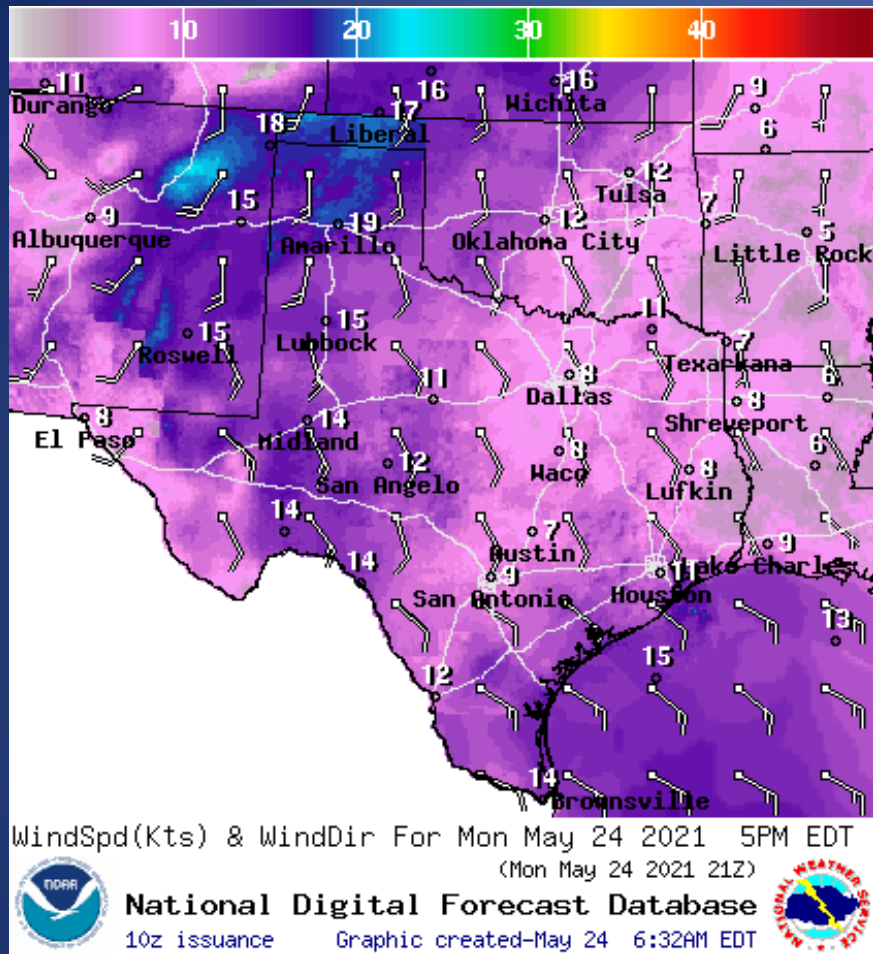 10 20 30 40
11 16 16 9
Durango Wichita
17
Liberal
18 6
12
Tulsa
15 19 12 7
9 5
Albuquerque Amarillo Oklahoma City Little Rock
15 15 11
Roswell Lubbock 7
Texarkana
11 8 8 6
Dallas
8 14 Shreveport
El Paso Midland
12 8 8 6
San Angelo Waco Lufkin
14 7 9
Austin Lake Charles
14 9 11
San Antonio Houston
13
12 15
14
Brownsville
WindSpd(Kts) & WindDir For Mon May 24 2021 5PM EDT
(Mon May 24 2021 21Z)
NOAA
NATIONAL WEATHER SERVICE
National Digital Forecast Database
10z issuance Graphic created-May 24 6:32AM EDT